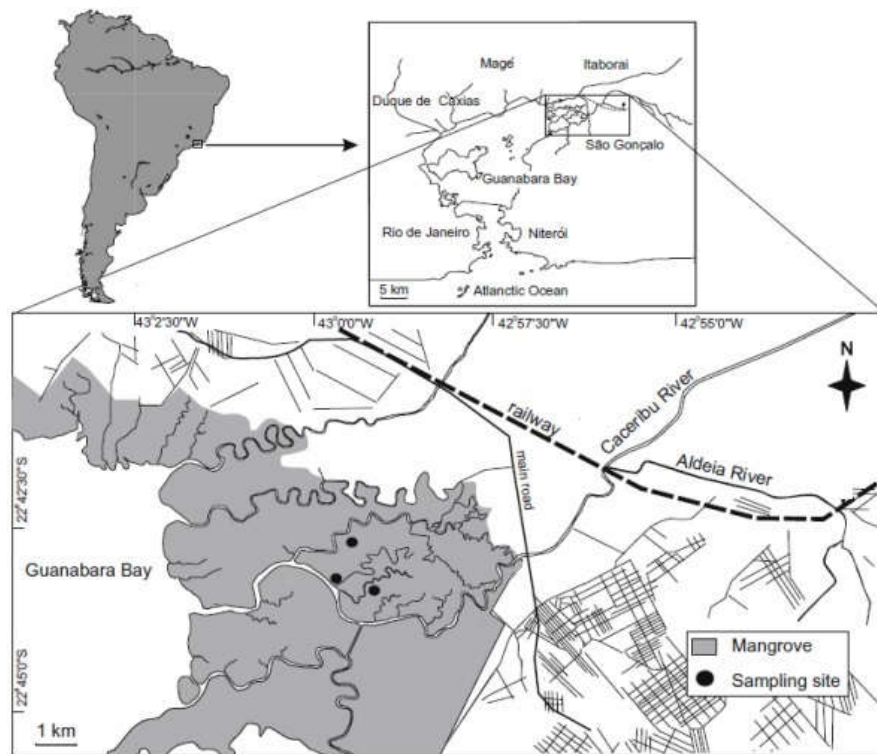 Magé
Itaborai
Duque de Caxias
São Gonçalo
Guanabara Bay
Rio de Janeiro
Niterói
5 km
Atlanctic Ocean
43°2'30"W
43°0'0"W
42°57'30"W
42°55'0"W
N
railway
Caceribu River
main road
Aldeia River
22°42'30"S
Guanabara Bay
22°45'0"S
Mangrove
Sampling site
1 km